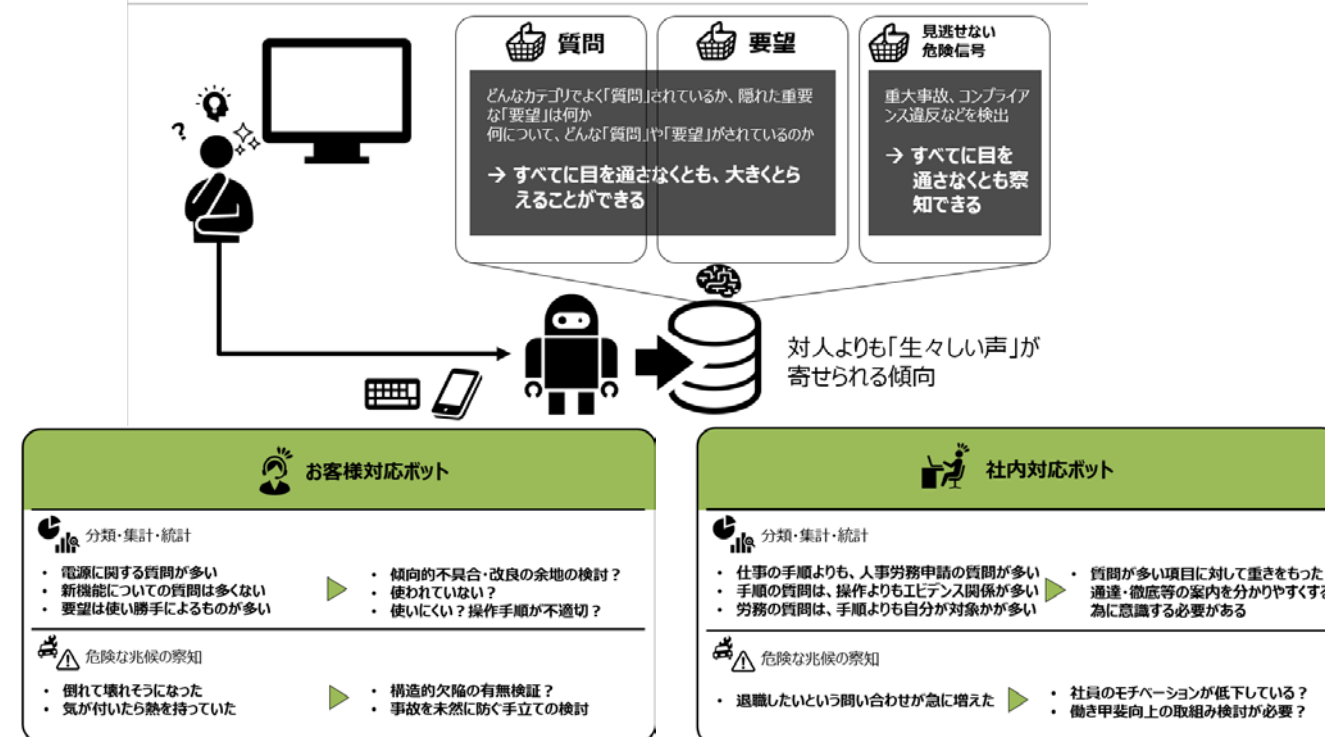 質問
要望
見逃せない
危険信号
どんなカテゴリでよく「質問」されているか、隠れた重要
な「要望」は何か
何について、どんな「質問」や「要望」がされているのか
→ すべてに目を通さなくとも、大きくとら
えることができる
重大事故、コンプライア
ンス違反などを検出
→ すべてに目を
通さなくとも察
知できる
?
対人よりも「生々しい声」が
寄せられる傾向
お客様対応ボット
分類・集計・統計
・ 電源に関する質問が多い
・ 新機能についての質問は多くない
・ 要望は使い勝手によるものが多い
・ 傾向的不具合・改良の余地の検討？
・ 使われていない？
・ 使いにくい？操作手順が不適切？
危険な兆候の察知
・ 倒れて壊れそうになった
・ 気が付いたら熱を持っていた
・ 構造的欠陥の有無検証？
・ 事故を未然に防ぐ手立ての検討
社内対応ボット
分類・集計・統計
・ 仕事の手順よりも、人事労務申請の質問が多い
・ 手順の質問は、操作よりもエビデンス関係が多い
・ 労務の質問は、手順よりも自分が対象かが多い
・ 質問が多い項目に対して重きをもった
通達・徹底等の案内を分かりやすくする
為に意識する必要がある
危険な兆候の察知
・ 退職したいという問い合わせが急に増えた
・ 社員のモチベーションが低下している？
・ 働き甲斐向上の取組み検討が必要？